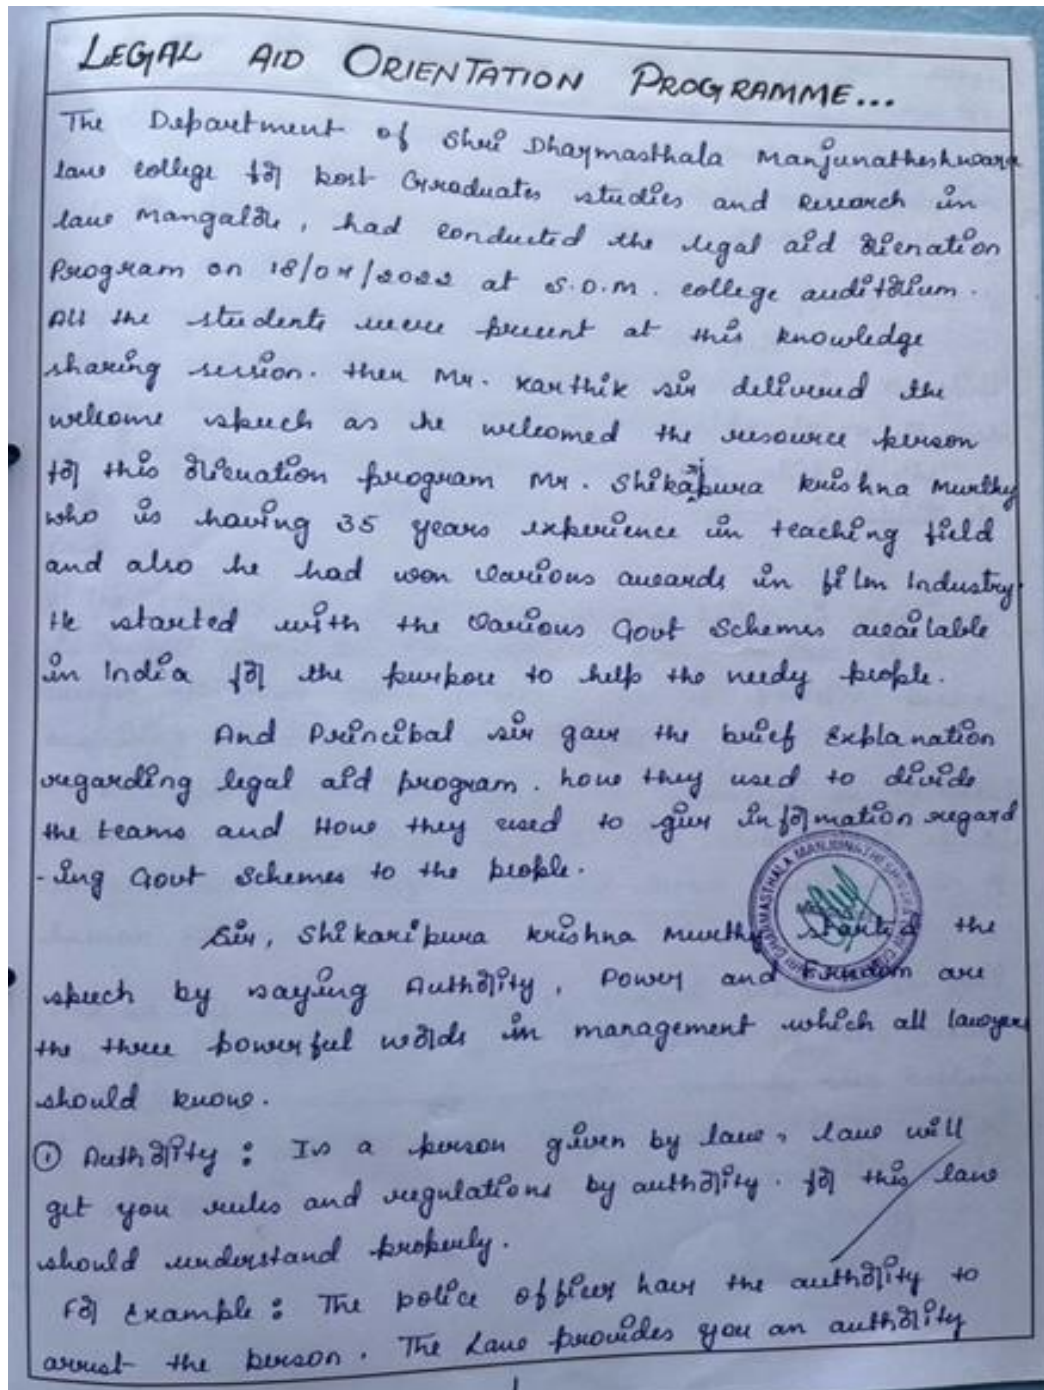 LEGAL AID ORIENTATION PROGRAMME...
The Department of Shri Dharmasthala Manjunatheshwara
law college for post Graduates studies and Research in
law Mangalore, had conducted the legal aid orienation
Program on 18/04/2022 at S.D.M. college auditorium.
All the students were present at this knowledge
sharing session. then Mr. Karthik sir delivered the
welcome speech as he welcomed the resource person
for this orienation program Mr. Shikaripura Krishna Murthy
who is having 35 years experience in teaching field
and also he had won various awards in film Industry.
He started with the various Govt Schemes available
in India for the purpose to help the needy people.
And Principal sir gave the brief Explanation
regarding legal aid program. how they used to divide
the teams and How they used to give information regard
-ing Govt Schemes to the people.
Sir, Shikaripura Krishna Murthy started the
speech by saying Authority, Power and Freedom are
the three powerful words in management which all lawyers
should know.
① Authority : Is a person given by law, law will
get you rules and regulations by authority. for this law
should understand properly.
For Example : The police officer have the authority to
arrest the person. The Law provides you an authority